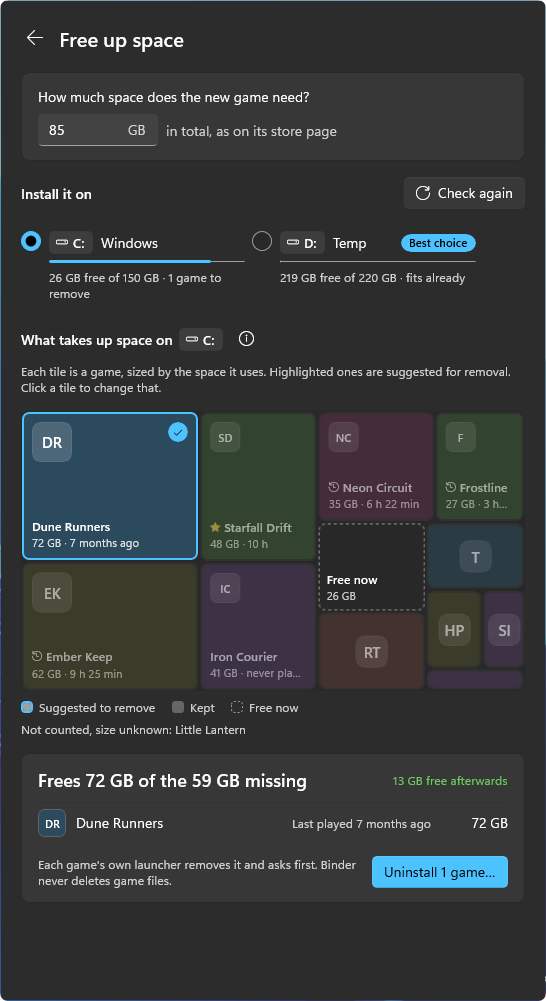 Free up space
How much space does the new game need?
85 GB in total, as on its store page
Install it on
Check again
C: Windows
26 GB free of 150 GB · 1 game to
remove
D: Temp Best choice
219 GB free of 220 GB · fits already
What takes up space on C:
Each tile is a game, sized by the space it uses. Highlighted ones are suggested for removal.
Click a tile to change that.
DR
Dune Runners
72 GB · 7 months ago
SD
Starfall Drift
48 GB · 10 h
NC
Neon Circuit
35 GB · 6 h 22 min
F
Frostline
27 GB · 3 h...
Free now
26 GB
T
EK
Ember Keep
62 GB · 9 h 25 min
IC
Iron Courier
41 GB · never pla...
RT
HP
SI
Suggested to remove
Kept
Free now
Not counted, size unknown: Little Lantern
Frees 72 GB of the 59 GB missing
13 GB free afterwards
DR Dune Runners Last played 7 months ago 72 GB
Each game's own launcher removes it and asks first. Binder
never deletes game files.
Uninstall 1 game...